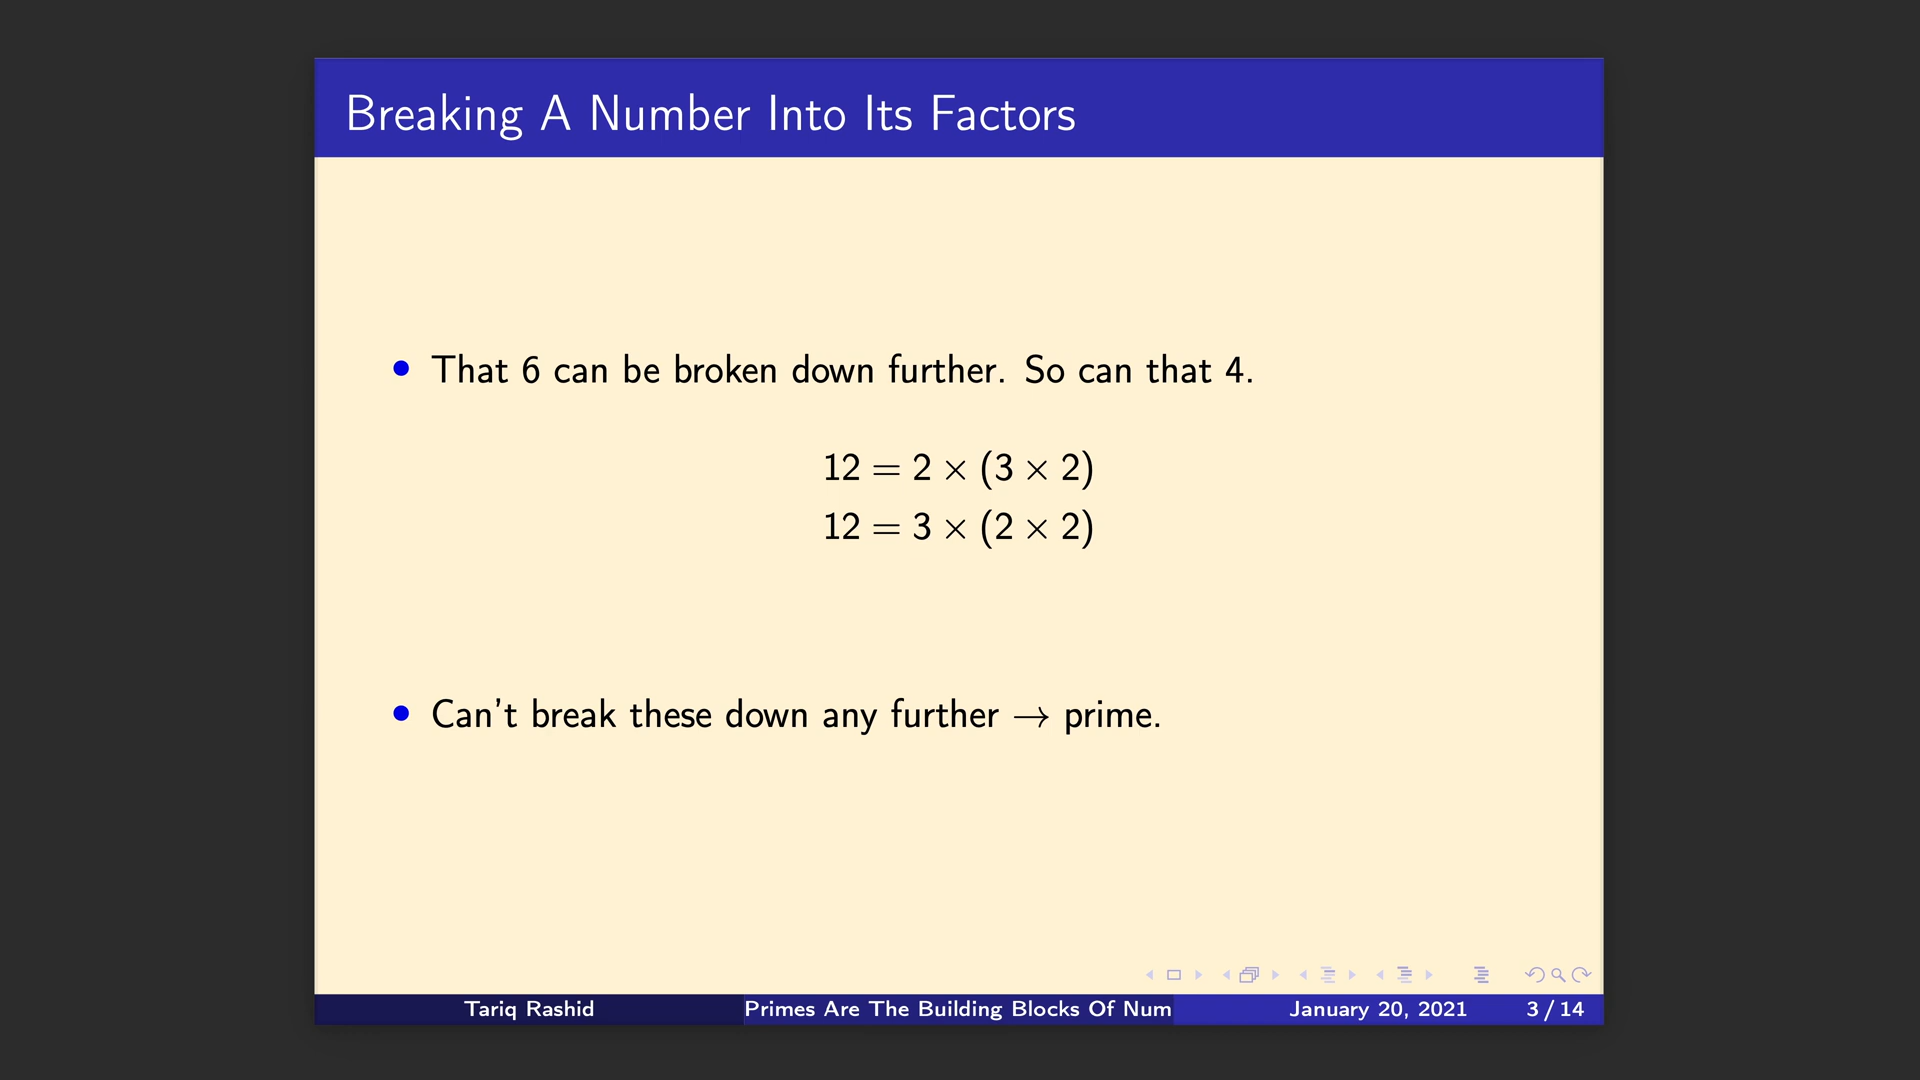 Breaking A Number Into Its Factors
• That 6 can be broken down further. So can that 4.
12 = 2 × (3 × 2)
12 = 3 × (2 × 2)
• Can't break these down any further → prime.
Tariq Rashid Primes Are The Building Blocks Of Num January 20, 2021 3 / 14